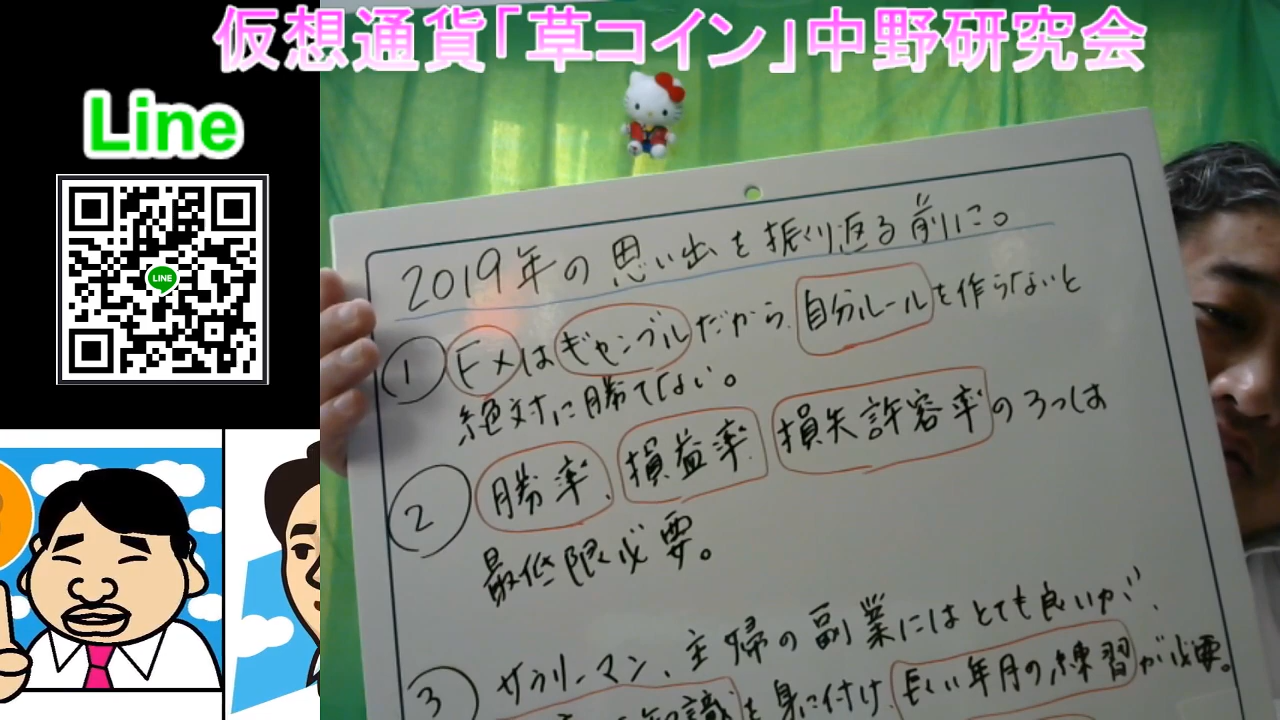 仮想通貨「草コイン」中野研究会
Line
LINE
2019年の思い出を振り返る前に。
① FXはギャンブルだから、自分ルールを作らないと
絶対に勝てない。
② 勝率、損益率、損失許容率の3つは
最低限必要。
③ サラリーマン、主婦の副業にはとても良いが、
知識を身に付け、長い年月の練習が必要。